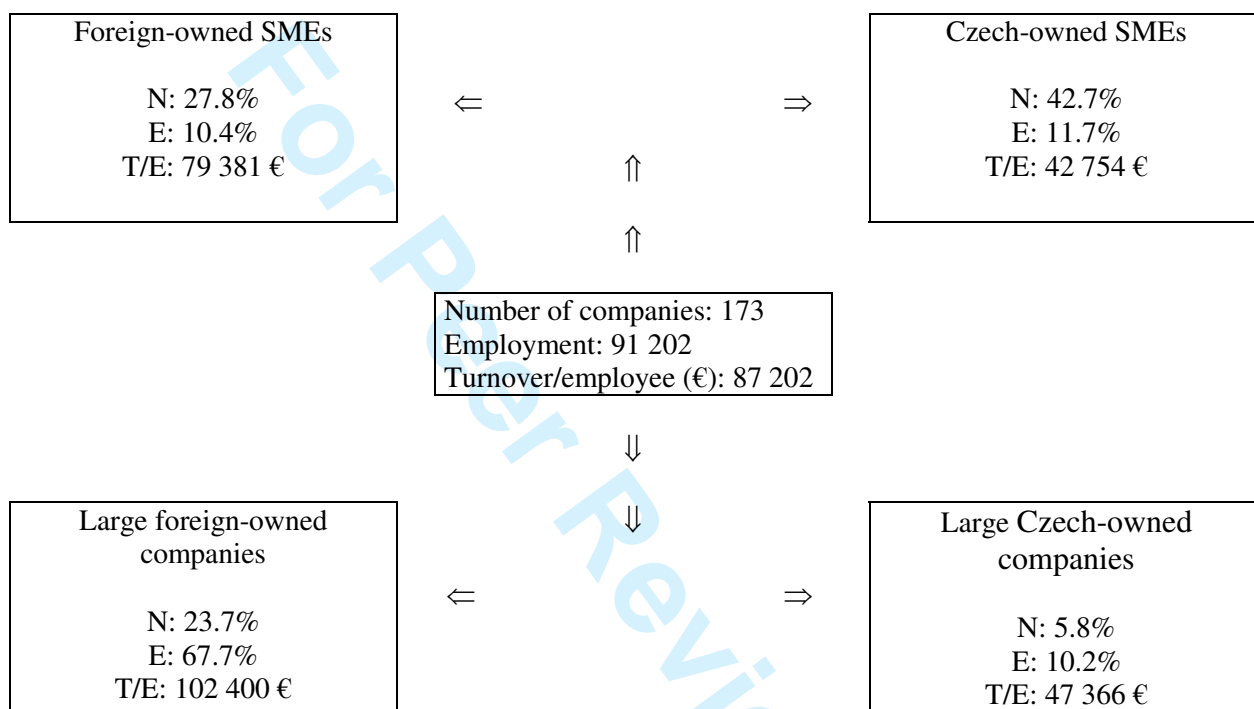 Foreign-owned SMEs
N: 27.8%
E: 10.4%
T/E: 79 381 €
Czech-owned SMEs
N: 42.7%
E: 11.7%
T/E: 42 754 €
⇐ ⇒
⇑
⇑
Number of companies: 173
Employment: 91 202
Turnover/employee (€): 87 202
⇓
⇓
Large foreign-owned
companies
N: 23.7%
E: 67.7%
T/E: 102 400 €
⇐ ⇒
Large Czech-owned
companies
N: 5.8%
E: 10.2%
T/E: 47 366 €
For Peer Revi